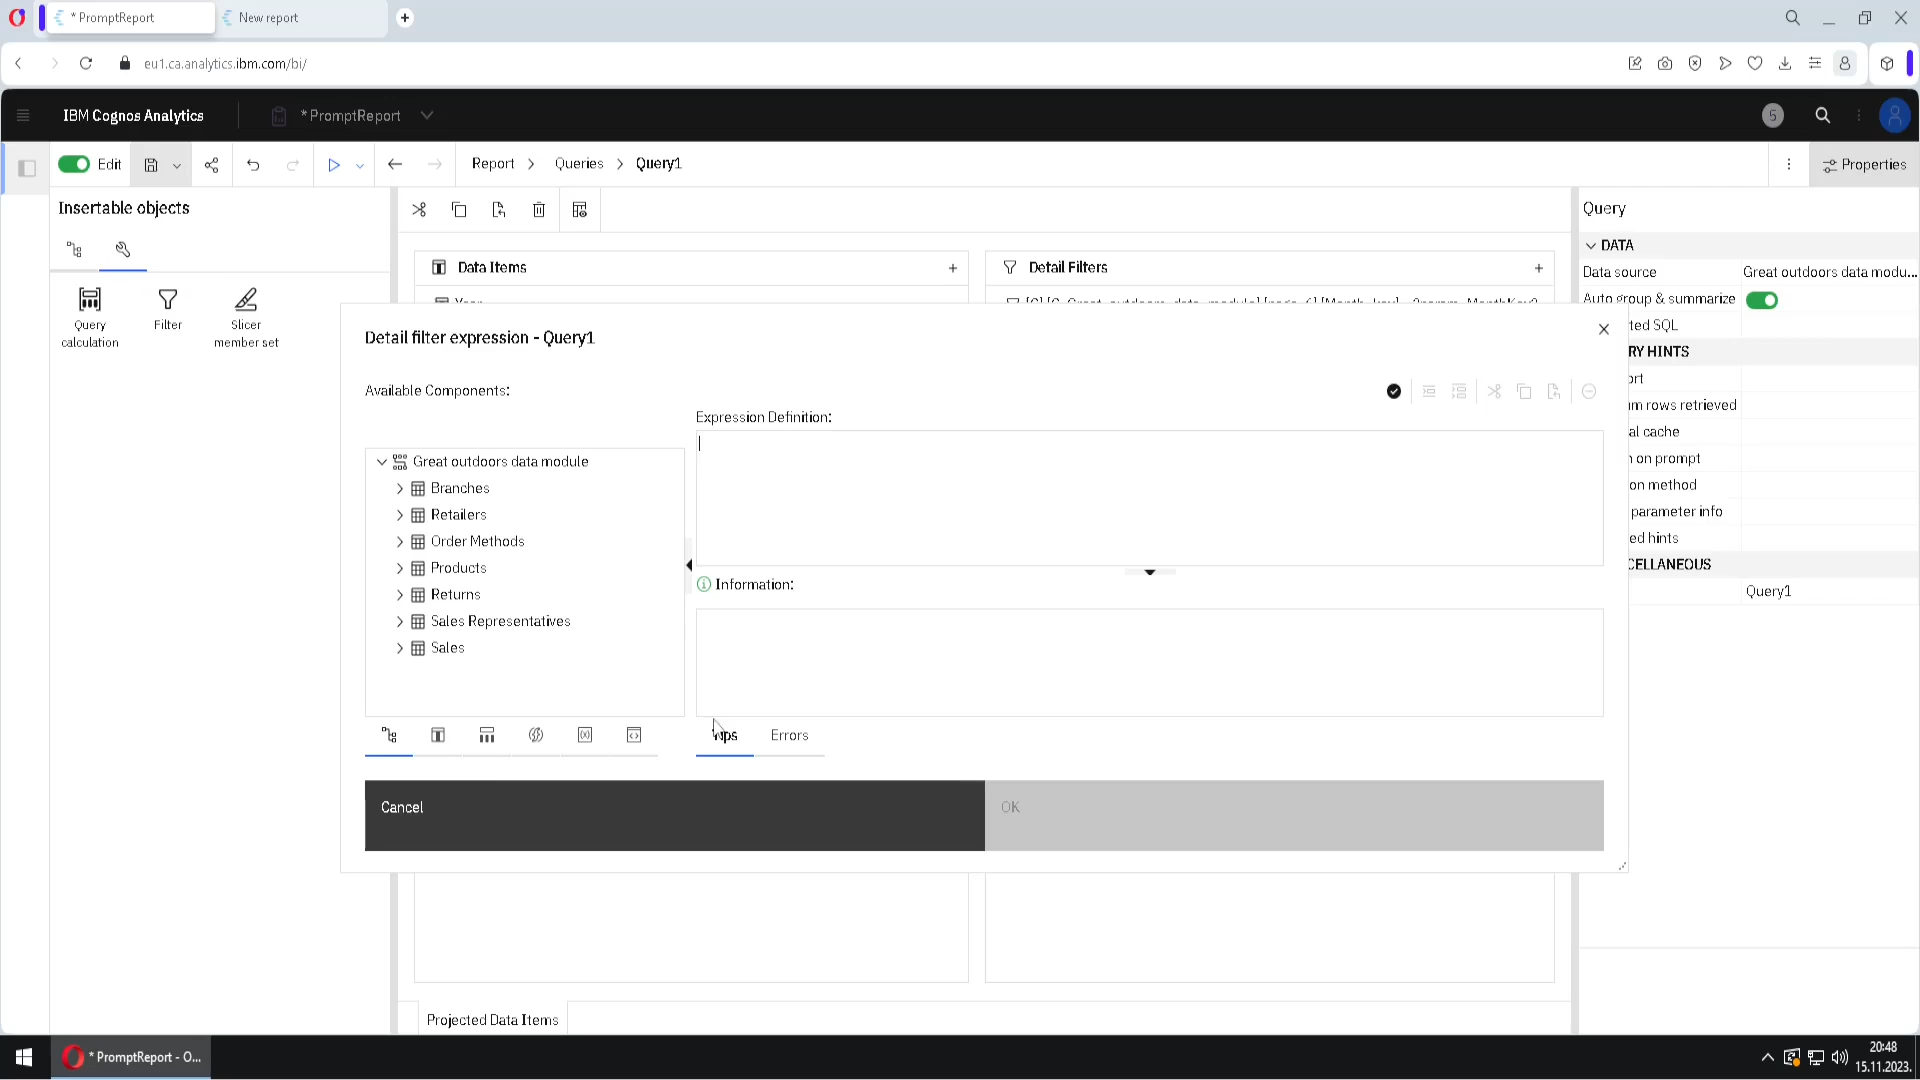 * PromptReport
New report
eu1.ca.analytics.ibm.com/bi/
IBM Cognos Analytics
* PromptReport
5
Edit
Report
Queries
Query1
Properties
Insertable objects
Query
calculation
Filter
Slicer
member set
Data Items
Detail Filters
Query
DATA
Data source
Great outdoors data modu...
Auto group & summarize
ted SQL
RY HINTS
ort
m rows retrieved
al cache
n on prompt
on method
parameter info
ed hints
CELLANEOUS
Query1
Detail filter expression - Query1
Available Components:
Expression Definition:
Great outdoors data module
Branches
Retailers
Order Methods
Products
Returns
Sales Representatives
Sales
Information:
Errors
Cancel
OK
Projected Data Items
* PromptReport - O...
20:48
15.11.2023.